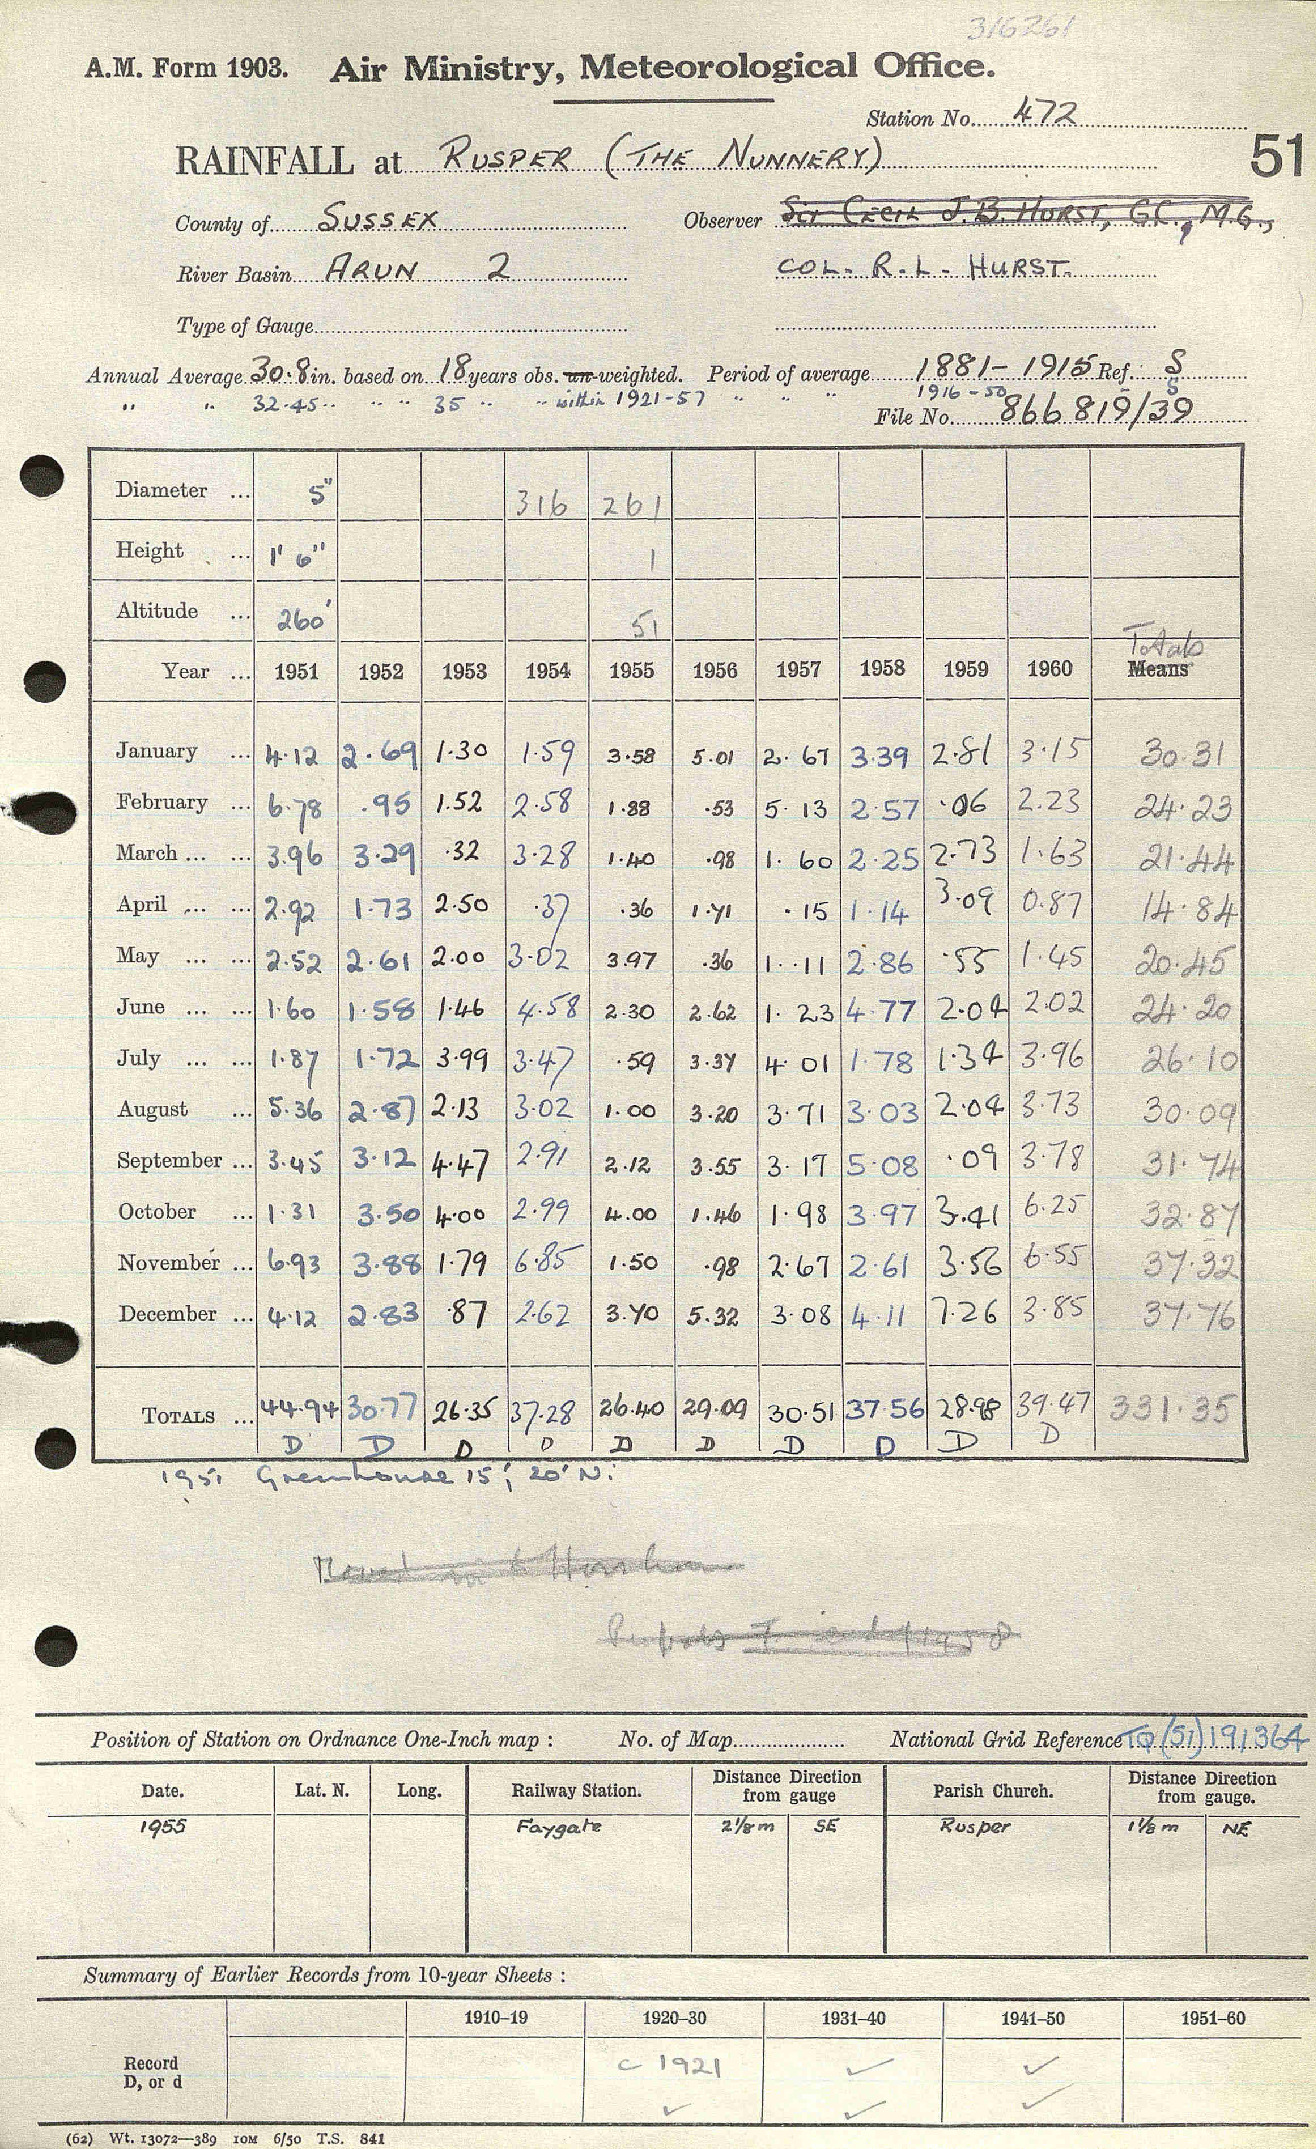 316261
A.M. Form 1903. Air Ministry, Meteorological Office.
Station No. 472
51
RAINFALL at RUSPER (THE NUNNERY)
County of SUSSEX Observer Sir CECIL J.B. HURST, G.C., M.G.,
River Basin ARUN 2 COL. R.L. HURST.
Type of Gauge
Annual Average 30.8 in. based on 18 years obs. un-weighted. Period of average 1881-1915 Ref. S
" " 32.45 " " " 35 " " within 1921-57 " " " 1916-50 S
File No. 866819/39
Diameter ... 5" 316 261
Height ... 1' 6" 1
Altitude ... 260' 51
Totals
Year ... 1951 1952 1953 1954 1955 1956 1957 1958 1959 1960 Means
January ... 4.12 2.69 1.30 1.59 3.58 5.01 2.67 3.39 2.81 3.15 30.31
February ... 6.78 .95 1.52 2.58 1.88 .53 5.13 2.57 .06 2.23 24.23
March ... ... 3.96 3.29 .32 3.28 1.40 .98 1.60 2.25 2.73 1.63 21.44
April ... ... 2.92 1.73 2.50 .37 .36 1.71 .15 1.14 3.09 0.87 14.84
May ... ... 2.52 2.61 2.00 3.02 3.97 .36 1.11 2.86 .55 1.45 20.45
June ... ... 1.60 1.58 1.46 4.58 2.30 2.62 1.23 4.77 2.04 2.02 24.20
July ... ... 1.87 1.72 3.99 3.47 .59 3.37 4.01 1.78 1.34 3.96 26.10
August ... 5.36 2.87 2.13 3.02 1.00 3.20 3.71 3.03 2.04 3.73 30.09
September ... 3.45 3.12 4.47 2.91 2.12 3.55 3.17 5.08 .09 3.78 31.74
October ... 1.31 3.50 4.00 2.99 4.00 1.46 1.98 3.97 3.41 6.25 32.87
November ... 6.93 3.88 1.79 6.85 1.50 .98 2.67 2.61 3.56 6.55 37.32
December ... 4.12 2.83 .87 2.62 3.70 5.32 3.08 4.11 7.26 3.85 37.76
TOTALS ... 44.94 30.77 26.35 37.28 26.40 29.09 30.51 37.56 28.98 39.47 331.35
D D D D D D D D D D
1951 Greenhouse 15', 20' N.
Position of Station on Ordnance One-Inch map : No. of Map National Grid Reference TQ(51)191364
Date. Lat. N. Long. Railway Station. Distance Direction from gauge Parish Church. Distance Direction from gauge.
1955 Faygate 2⅛ m SE Rusper 1⅛ m NE
Summary of Earlier Records from 10-year Sheets :
1910–19 1920–30 1931–40 1941–50 1951–60
Record D, or d c 1921 ✓ ✓
✓ ✓ ✓
(62) Wt. 13072—389 10M 6/50 T.S. 841